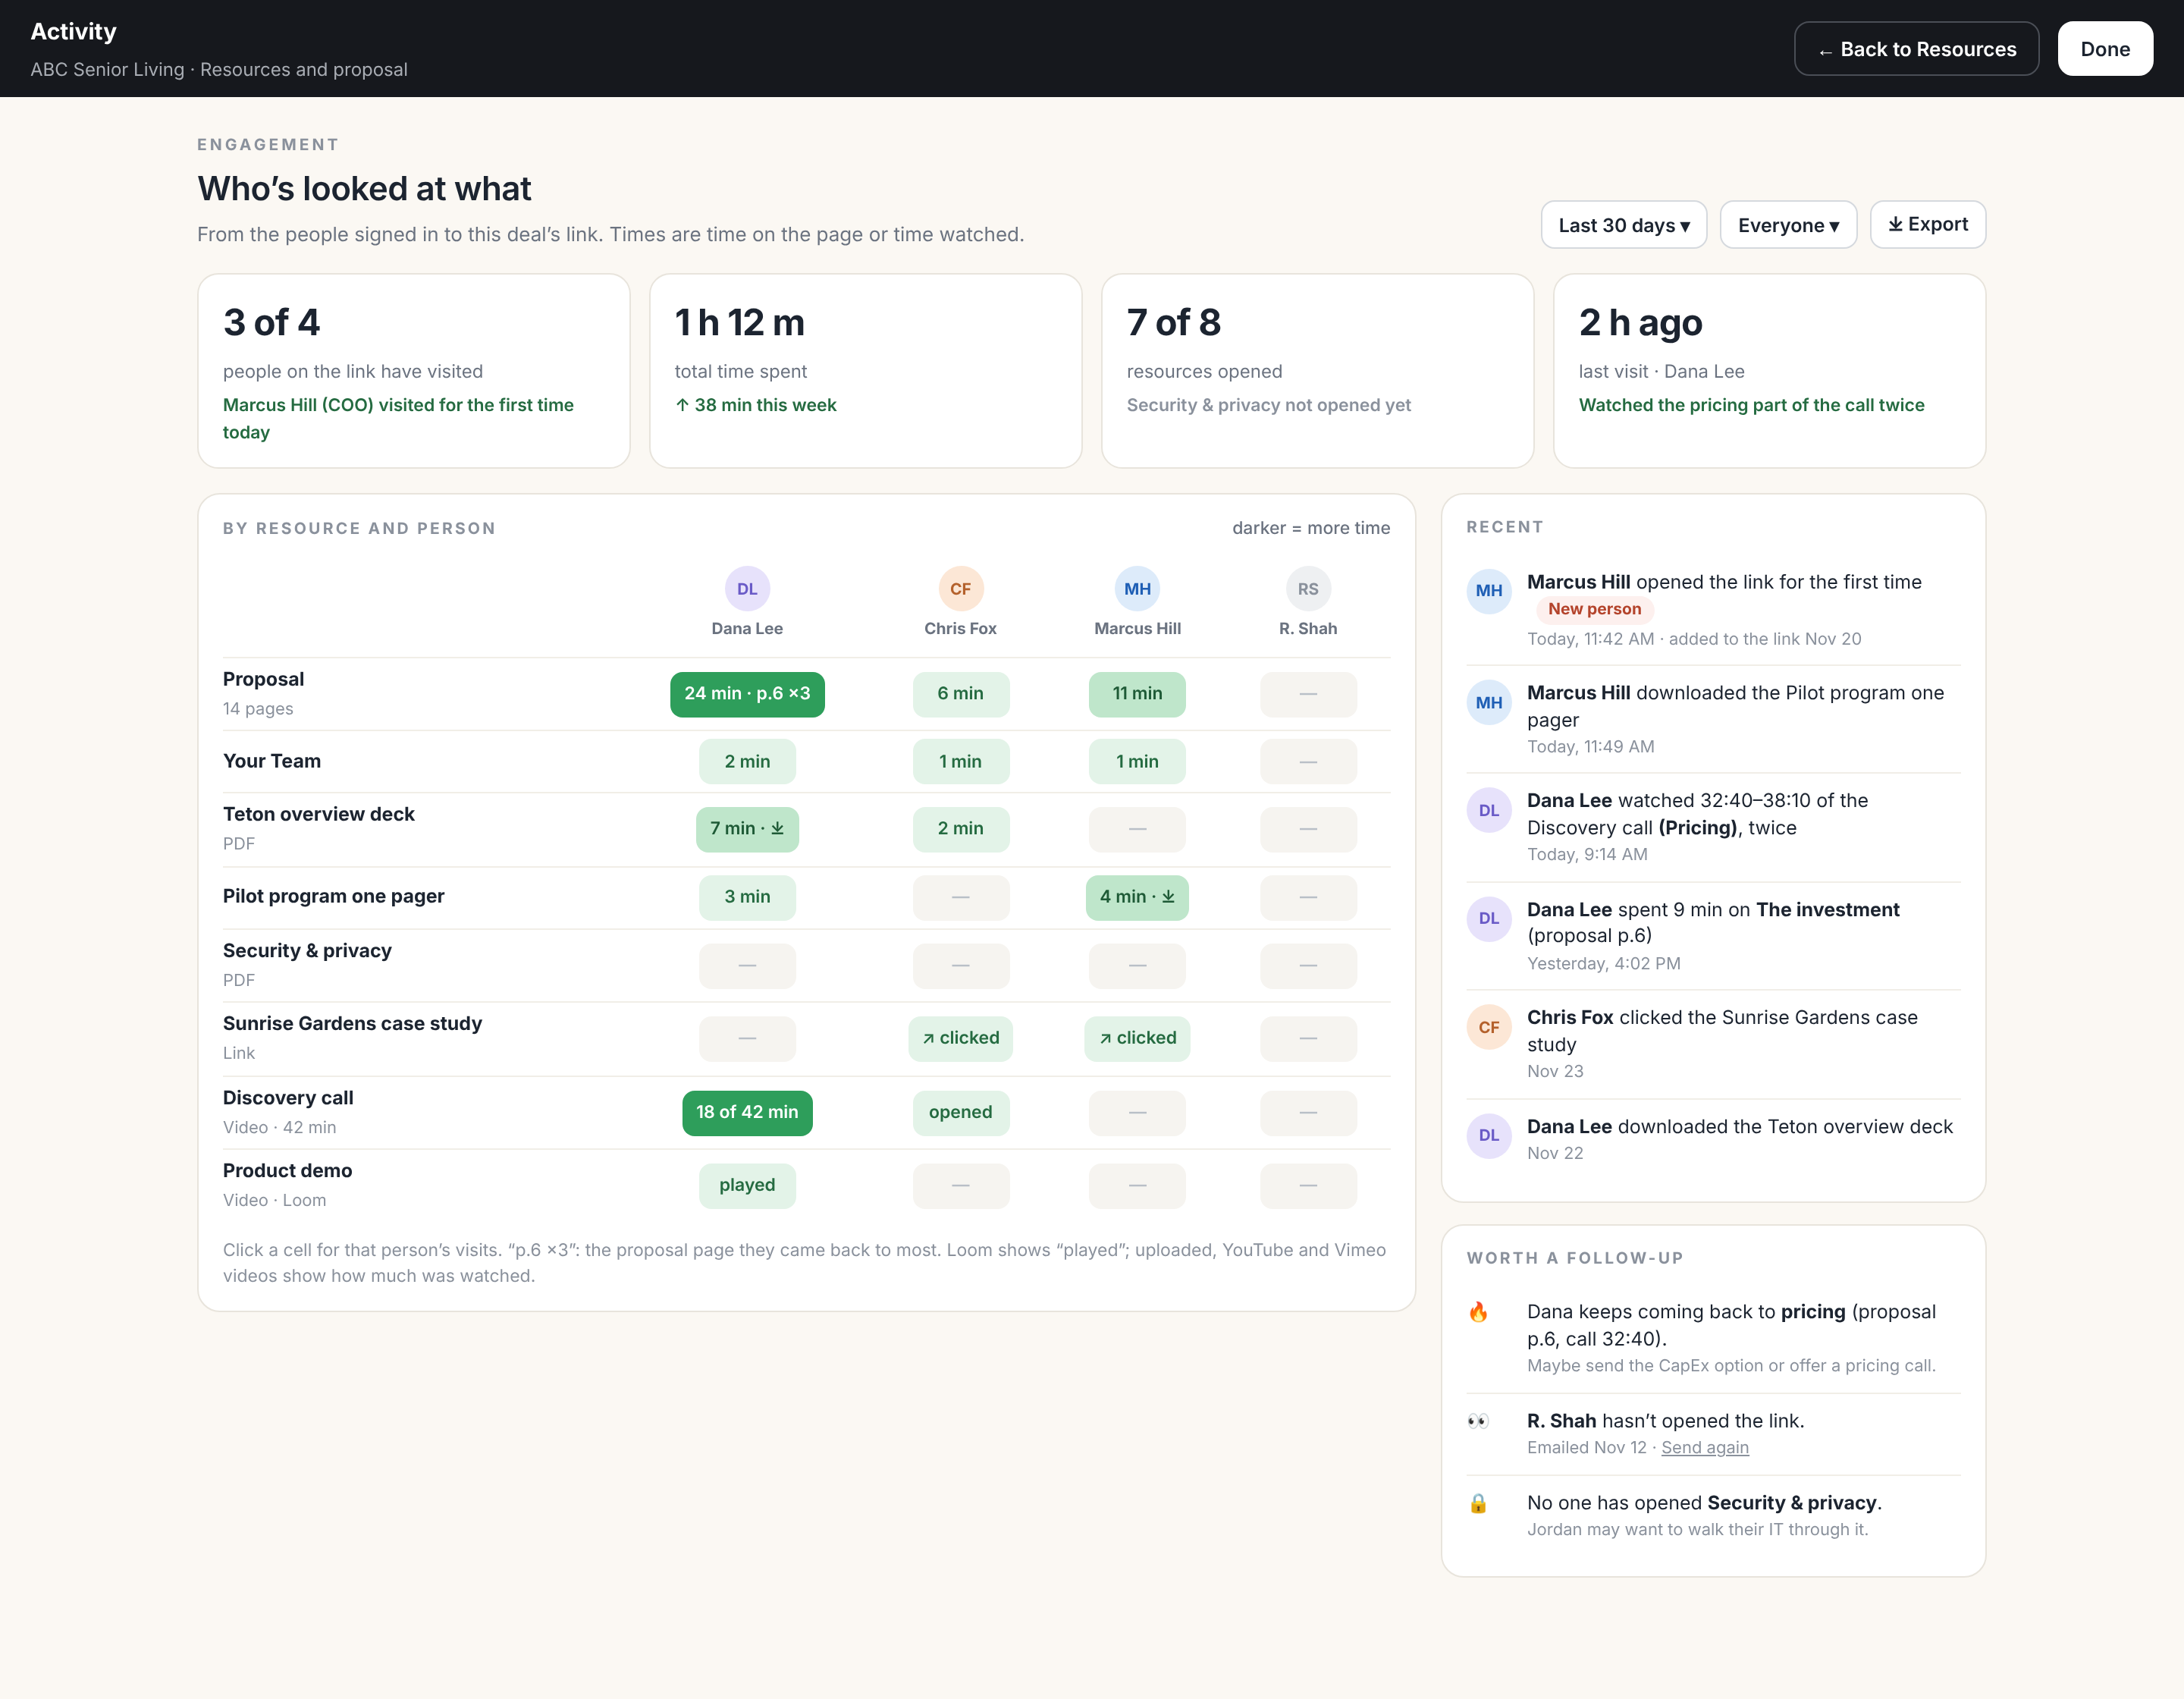 Activity
ABC Senior Living · Resources and proposal
← Back to Resources
Done
ENGAGEMENT
Who’s looked at what
From the people signed in to this deal’s link. Times are time on the page or time watched.
Last 30 days ▾
Everyone ▾
Export
3 of 4
people on the link have visited
Marcus Hill (COO) visited for the first time
today
1 h 12 m
total time spent
↑ 38 min this week
7 of 8
resources opened
Security & privacy not opened yet
2 h ago
last visit · Dana Lee
Watched the pricing part of the call twice
BY RESOURCE AND PERSON
darker = more time
DL
CF
MH
RS
Dana Lee
Chris Fox
Marcus Hill
R. Shah
Proposal
14 pages
24 min · p.6 ×3
6 min
11 min
—
Your Team
2 min
1 min
1 min
—
Teton overview deck
PDF
7 min · ↓
2 min
—
—
Pilot program one pager
3 min
—
4 min · ↓
—
Security & privacy
PDF
—
—
—
—
Sunrise Gardens case study
Link
—
↗ clicked
↗ clicked
—
Discovery call
Video · 42 min
18 of 42 min
opened
—
—
Product demo
Video · Loom
played
—
—
—
Click a cell for that person’s visits. “p.6 ×3”: the proposal page they came back to most. Loom shows “played”; uploaded, YouTube and Vimeo
videos show how much was watched.
RECENT
MH
Marcus Hill opened the link for the first time
New person
Today, 11:42 AM · added to the link Nov 20
MH
Marcus Hill downloaded the Pilot program one
pager
Today, 11:49 AM
DL
Dana Lee watched 32:40–38:10 of the
Discovery call (Pricing), twice
Today, 9:14 AM
DL
Dana Lee spent 9 min on The investment
(proposal p.6)
Yesterday, 4:02 PM
CF
Chris Fox clicked the Sunrise Gardens case
study
Nov 23
DL
Dana Lee downloaded the Teton overview deck
Nov 22
WORTH A FOLLOW-UP
Dana keeps coming back to pricing (proposal
p.6, call 32:40).
Maybe send the CapEx option or offer a pricing call.
R. Shah hasn’t opened the link.
Emailed Nov 12 · Send again
No one has opened Security & privacy.
Jordan may want to walk their IT through it.